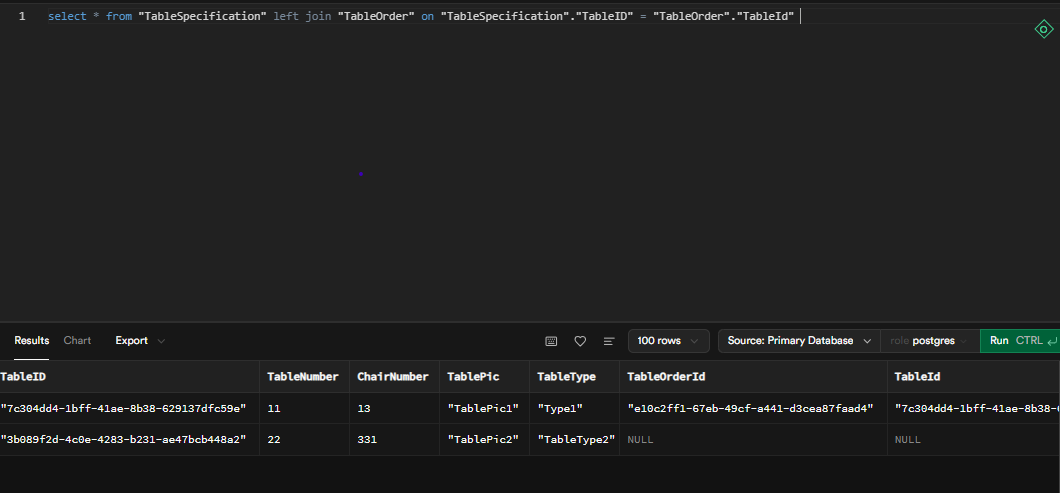 1 select * from "TableSpecification" left join "TableOrder" on "TableSpecification"."TableID" = "TableOrder"."TableId"
Results Chart Export 100 rows Source: Primary Database role postgres Run CTRL
TableID TableNumber ChairNumber TablePic TableType TableOrderId TableId
"7c304dd4-1bff-41ae-8b38-629137dfc59e" 11 13 "TablePic1" "Type1" "e10c2ff1-67eb-49cf-a441-d3cea87faad4" "7c304dd4-1bff-41ae-8b38-
"3b089f2d-4c0e-4283-b231-ae47bcb448a2" 22 331 "TablePic2" "TableType2" NULL NULL